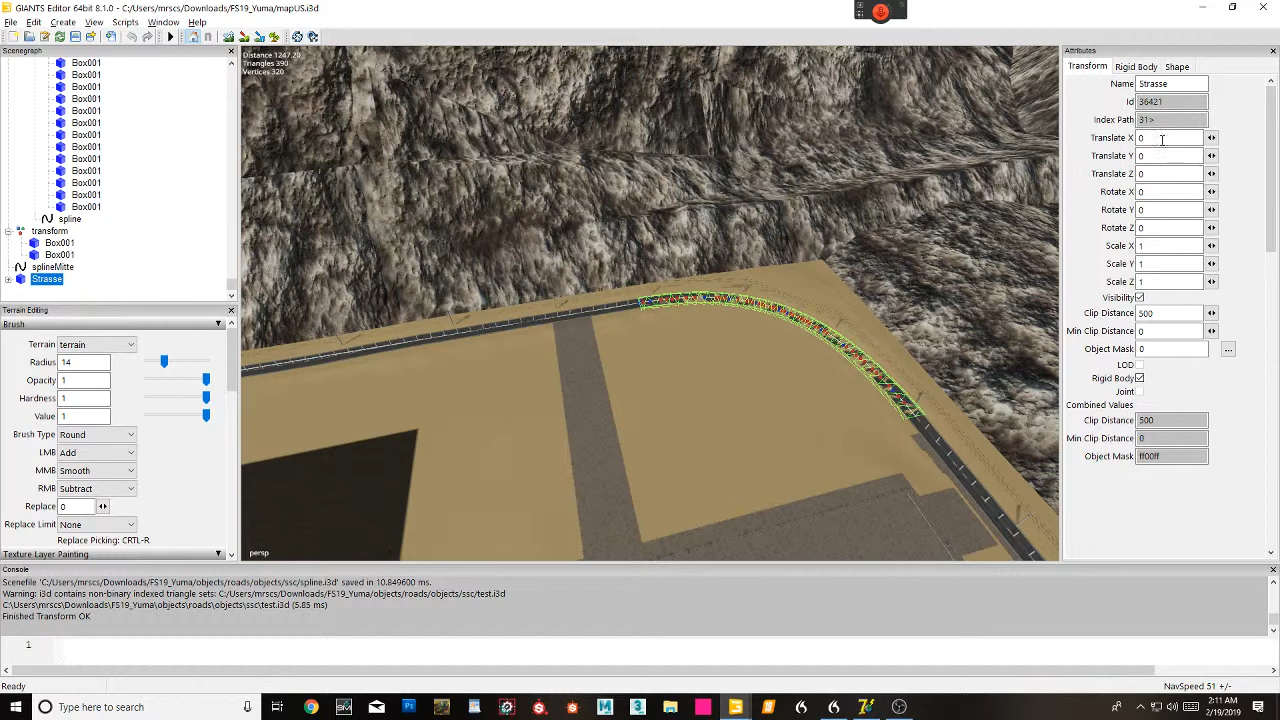 GIANTS Editor 64bit 8.1.0 - C:/Users/mrscs/Downloads/FS19_Yuma/mapUS.i3d
File Create View Scripts Window Help
Scenegraph
Box001
Box001
Box001
Box001
Box001
Box001
Box001
Box001
Box001
Box001
Box001
Box001
Box001
spline
transform
Box001
Box001
splineMitte
Strasse
Terrain Editing
Brush
Terrain terrain
Radius 14
Opacity 1
Hardness 1
Value 1
Brush Type Round
LMB Add
MMB Smooth
RMB Subtract
Replace 0
Replace Limit None
Replace Picking: CRTL-R
Texture Layer Painting
Distance 1247.20
Triangles 390
Vertices 320
persp
Attributes
Transform Rigid Body Shape
Name Strasse
Id 36421
Index Path 31>
Translate X 0
Translate Y 0
Translate Z 0
Rotate X 0
Rotate Y 0
Rotate Z 0
Scale X 1
Scale Y 1
Scale Z 1
Clip Distance 500
Min Clip Distance 0
Object Mask 0 ...
LOD
Rigid Body
Joint
Combined Values
Clip Distance 500
Min Clip Distance 0
Object Mask ff00ff
Console
Scenefile 'C:/Users/mrscs/Downloads/FS19_Yuma/objects/roads/objects/ssc/spline.i3d' saved in 10.849600 ms.
Warning: i3d contains non-binary indexed triangle sets: C:/Users/mrscs/Downloads/FS19_Yuma/objects/roads/objects/ssc/test.i3d
C:/Users/mrscs/Downloads/FS19_Yuma/objects/roads/objects/ssc/test.i3d (5.85 ms)
Finished Transform OK
1
Ready
NavSpeed 51 +/-
Type here to search
2:11 AM
2/19/2019